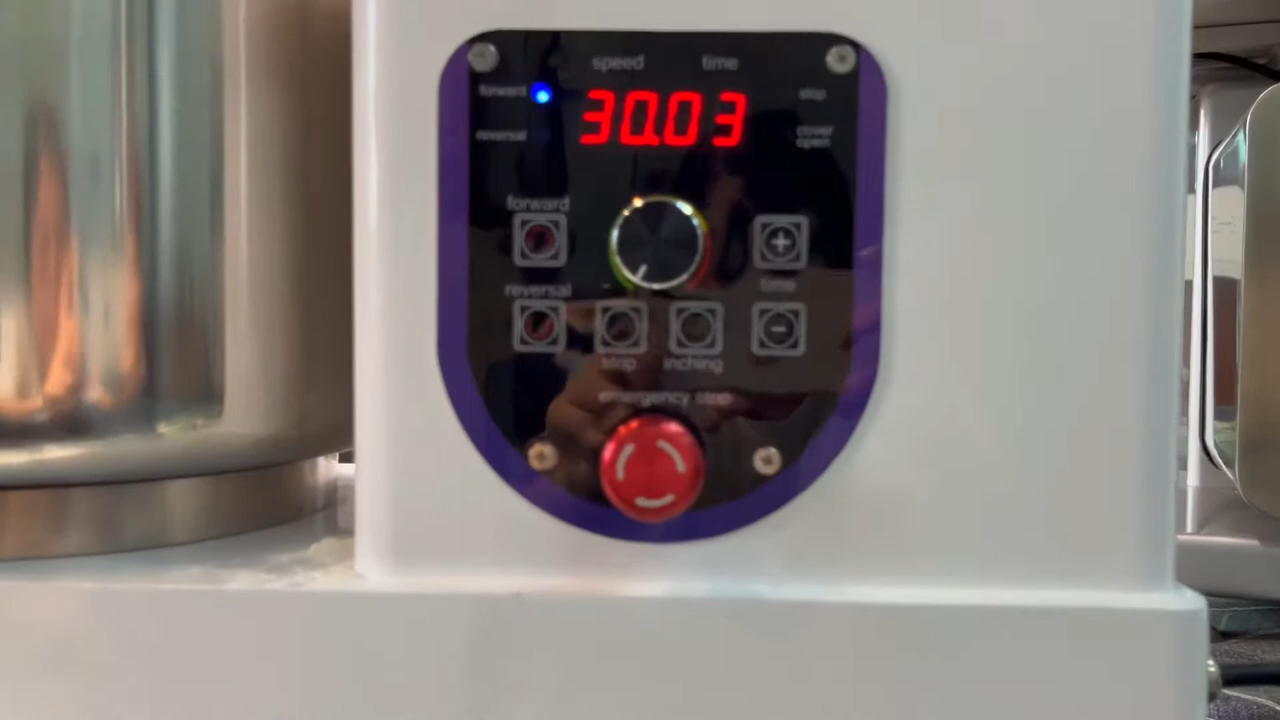 speed time
forward
stop
30.03
reversal
cover
open
forward
+
time
reversal
-
stop inching
emergency stop